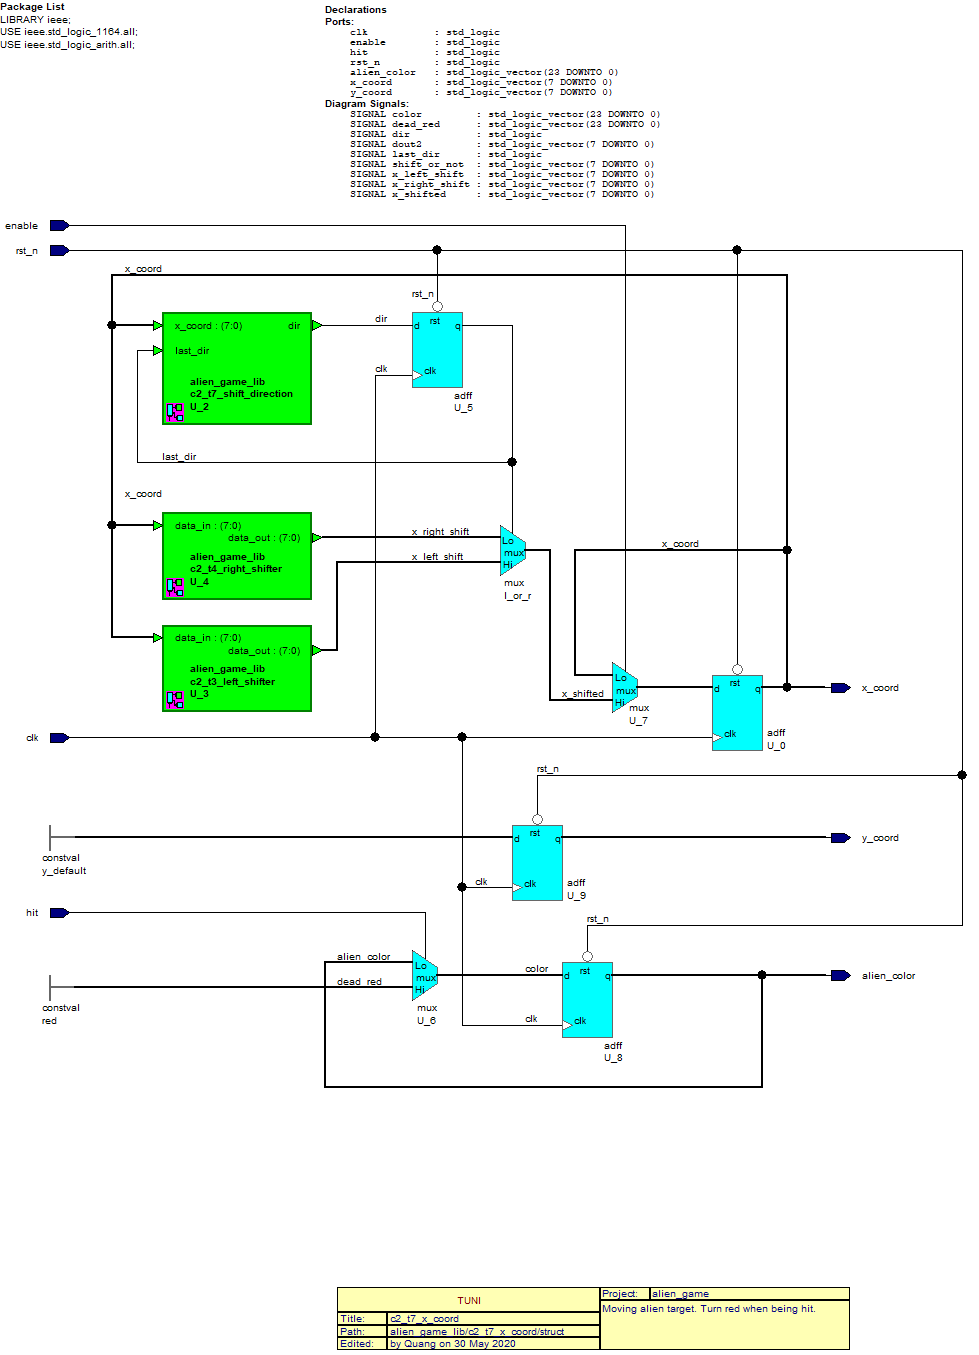 Package List
LIBRARY ieee;
USE ieee.std_logic_1164.all;
USE ieee.std_logic_arith.all;
Declarations
Ports:
clk : std_logic
enable : std_logic
hit : std_logic
rst_n : std_logic
alien_color : std_logic_vector(23 DOWNTO 0)
x_coord : std_logic_vector(7 DOWNTO 0)
y_coord : std_logic_vector(7 DOWNTO 0)
Diagram Signals:
SIGNAL color : std_logic_vector(23 DOWNTO 0)
SIGNAL dead_red : std_logic_vector(23 DOWNTO 0)
SIGNAL dir : std_logic
SIGNAL dout2 : std_logic_vector(7 DOWNTO 0)
SIGNAL last_dir : std_logic
SIGNAL shift_or_not : std_logic_vector(7 DOWNTO 0)
SIGNAL x_left_shift : std_logic_vector(7 DOWNTO 0)
SIGNAL x_right_shift : std_logic_vector(7 DOWNTO 0)
SIGNAL x_shifted : std_logic_vector(7 DOWNTO 0)
enable
rst_n
x_coord
rst_n
x_coord : (7:0) dir
dir
d rst q
last_dir
clk
clk
alien_game_lib
c2_t7_shift_direction
U_2
adff
U_5
last_dir
x_coord
data_in : (7:0)
data_out : (7:0)
x_right_shift
Lo
mux
Hi
x_left_shift
alien_game_lib
c2_t4_right_shifter
U_4
mux
l_or_r
x_coord
data_in : (7:0)
data_out : (7:0)
alien_game_lib
c2_t3_left_shifter
U_3
x_shifted
Lo
mux
Hi
mux
U_7
d rst q
clk
x_coord
adff
U_0
clk
rst_n
d rst q
y_coord
constval
y_default
clk
clk
adff
U_9
hit
rst_n
alien_color
Lo
mux
Hi
color
d rst q
alien_color
dead_red
constval
red
mux
U_6
clk
clk
adff
U_8
TUNI
Project: alien_game
Moving alien target. Turn red when being hit.
Title: c2_t7_x_coord
Path: alien_game_lib/c2_t7_x_coord/struct
Edited: by Quang on 30 May 2020